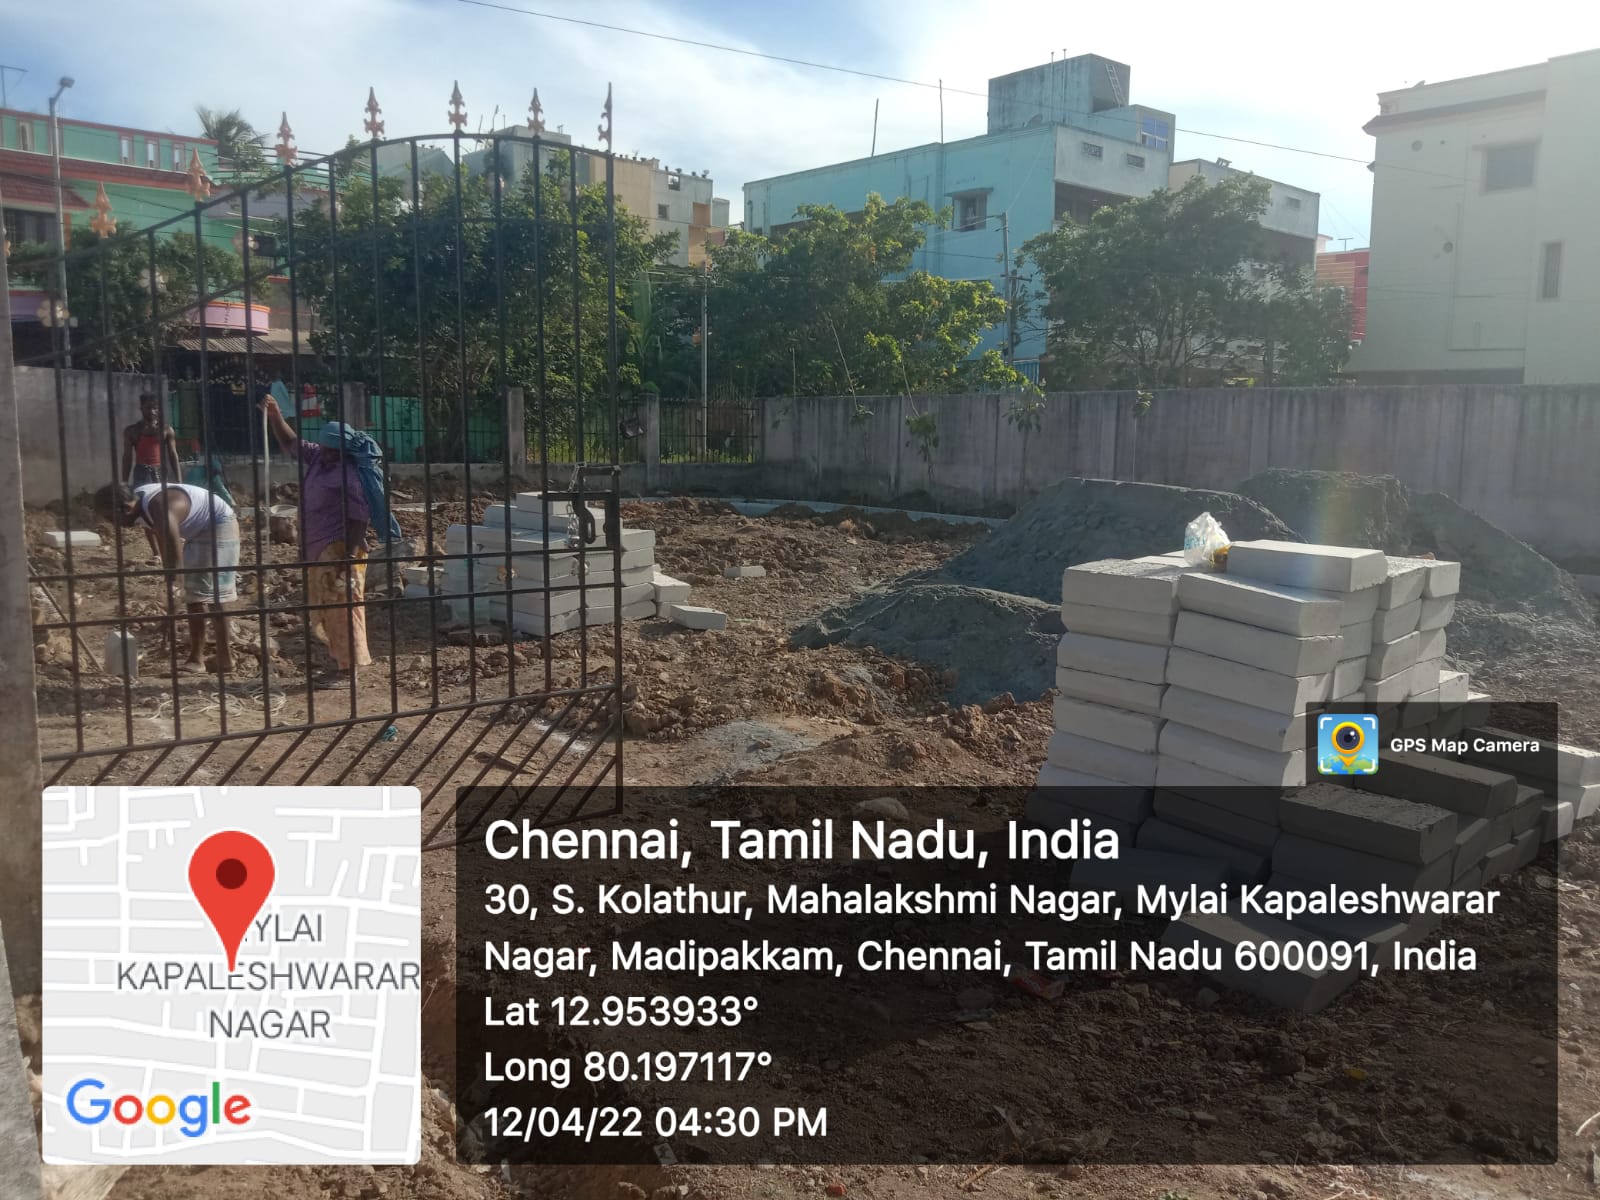 GPS Map Camera
Chennai, Tamil Nadu, India
30, S. Kolathur, Mahalakshmi Nagar, Mylai Kapaleshwarar
Nagar, Madipakkam, Chennai, Tamil Nadu 600091, India
Lat 12.953933°
Long 80.197117°
12/04/22 04:30 PM
MYLAI
KAPALESHWARAR
NAGAR
Google